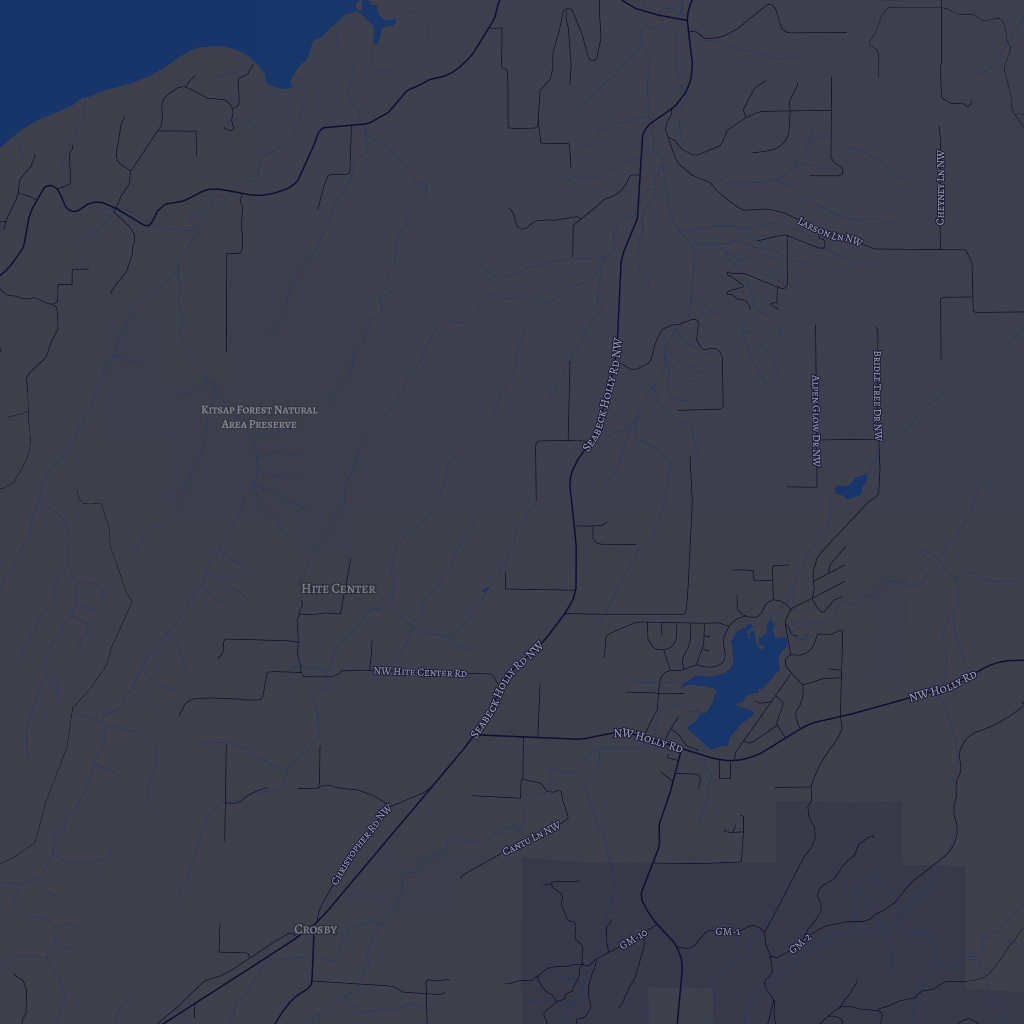 Cheyney Ln NW
Larson Ln NW
Seabeck Holly Rd NW
Bridle Tree Dr NW
Alpen Glow Dr NW
Kitsap Forest Natural
Area Preserve
Hite Center
NW Hite Center Rd
Seabeck Holly Rd NW
NW Holly Rd
NW Holly Rd
Christopher Rd NW
Cantu Ln NW
Crosby
GM-10
GM-1
GM-2